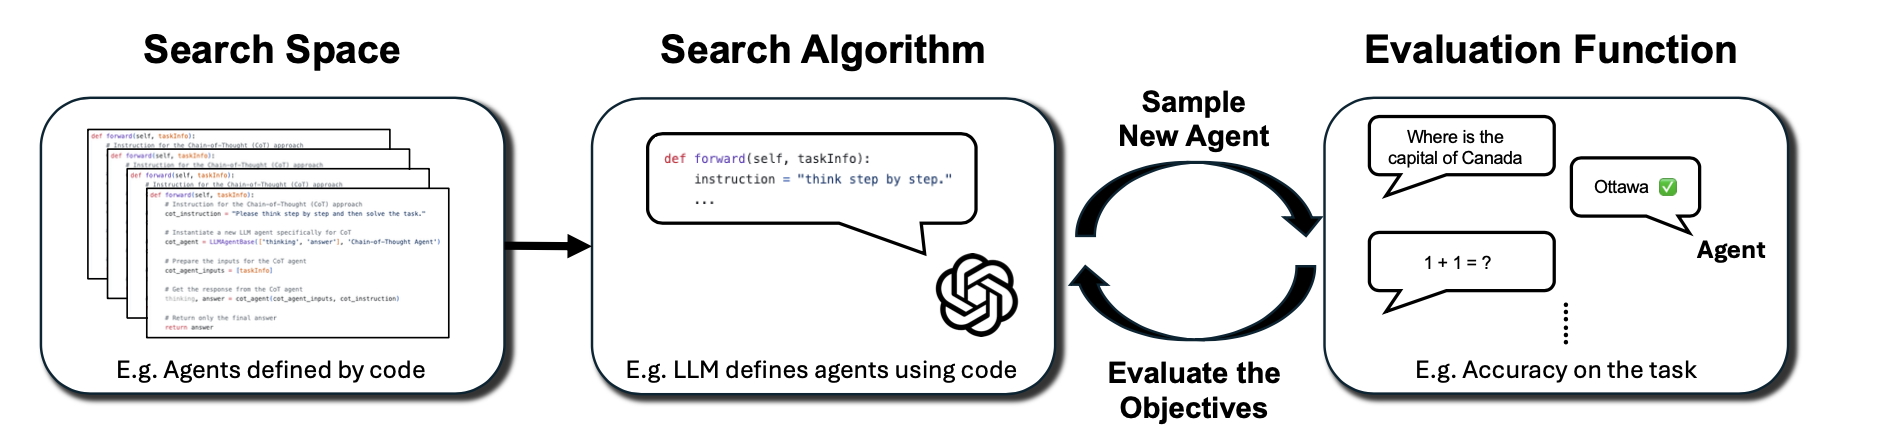 Search Space
def forward(self, taskInfo):
# Instruction for the Chain-of-Thought (CoT) approach
def forward(self, taskInfo):
# Instruction for the Chain-of-Thought (CoT) approach
def forward(self, taskInfo):
# Instruction for the Chain-of-Thought (CoT) approach
def forward(self, taskInfo):
# Instruction for the Chain-of-Thought (CoT) approach
cot_instruction = "Please think step by step and then solve the task."
# Instantiate a new LLM agent specifically for CoT
cot_agent = LLMAgentBase(['thinking', 'answer'], 'Chain-of-Thought Agent')
# Prepare the inputs for the CoT agent
cot_agent_inputs = [taskInfo]
# Get the response from the CoT agent
thinking, answer = cot_agent(cot_agent_inputs, cot_instruction)
# Return only the final answer
return answer
E.g. Agents defined by code
Search Algorithm
def forward(self, taskInfo):
instruction = "think step by step."
...
E.g. LLM defines agents using code
Sample
New Agent
Evaluate the
Objectives
Evaluation Function
Where is the
capital of Canada
Ottawa ✅
Agent
1 + 1 = ?
E.g. Accuracy on the task